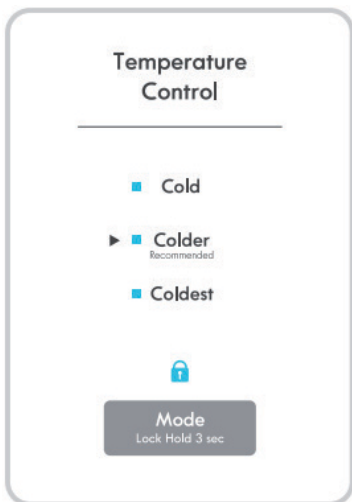 Temperature
Control
Cold
Colder
Recommended
Coldest
Mode
Lock Hold 3 sec